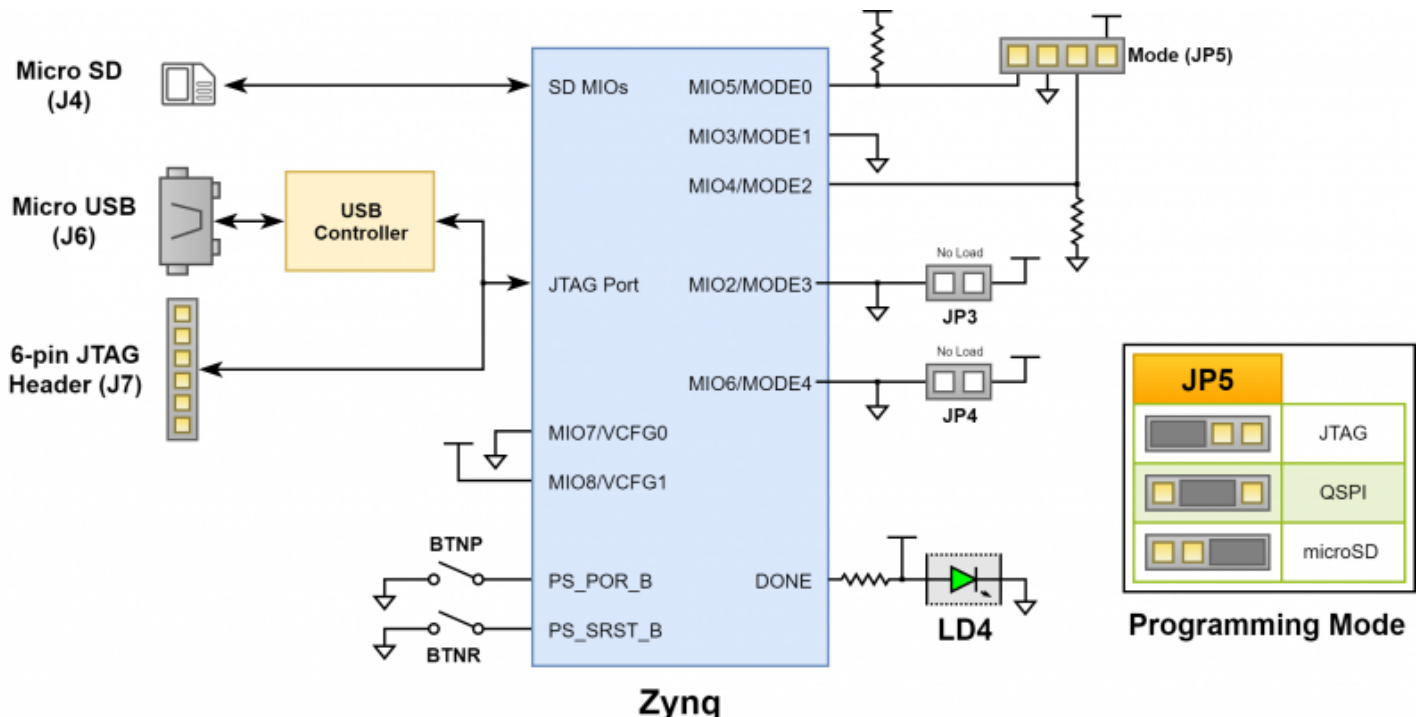 Micro SD
(J4)
Micro USB
(J6)
USB
Controller
6-pin JTAG
Header (J7)
SD MIOs
JTAG Port
MIO7/VCFG0
MIO8/VCFG1
BTNP
PS_POR_B
BTNR
PS_SRST_B
MIO5/MODE0
MIO3/MODE1
MIO4/MODE2
MIO2/MODE3
MIO6/MODE4
DONE
Zynq
Mode (JP5)
No Load
JP3
No Load
JP4
LD4
JP5
JTAG
QSPI
microSD
Programming Mode